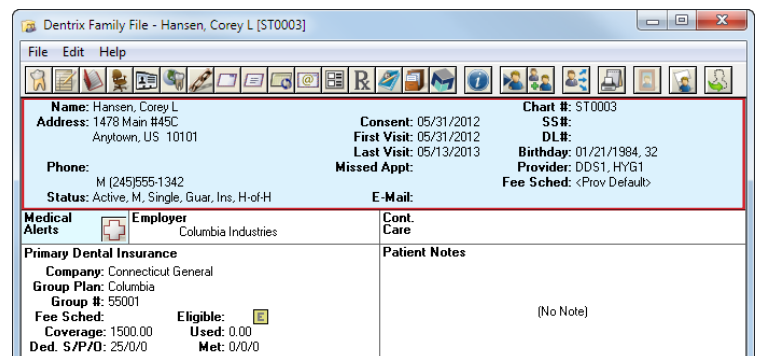 Dentrix Family File - Hansen, Corey L [ST0003]
File Edit Help
Name: Hansen, Corey L Chart #: ST0003
Address: 1478 Main #45C Consent: 05/31/2012 SS#:
Anytown, US 10101 First Visit: 05/31/2012 DL#:
Last Visit: 05/13/2013 Birthday: 01/21/1984, 32
Phone: Missed Appt: Provider: DDS1, HYG1
M (245)555-1342 Fee Sched: <Prov Default>
Status: Active, M, Single, Guar, Ins, H-of-H E-Mail:
Medical Alerts
Employer
Columbia Industries
Cont. Care
Primary Dental Insurance
Company: Connecticut General
Group Plan: Columbia
Group #: 55001
Fee Sched: Eligible: E
Coverage: 1500.00 Used: 0.00
Ded. S/P/O: 25/0/0 Met: 0/0/0
Patient Notes
(No Note)